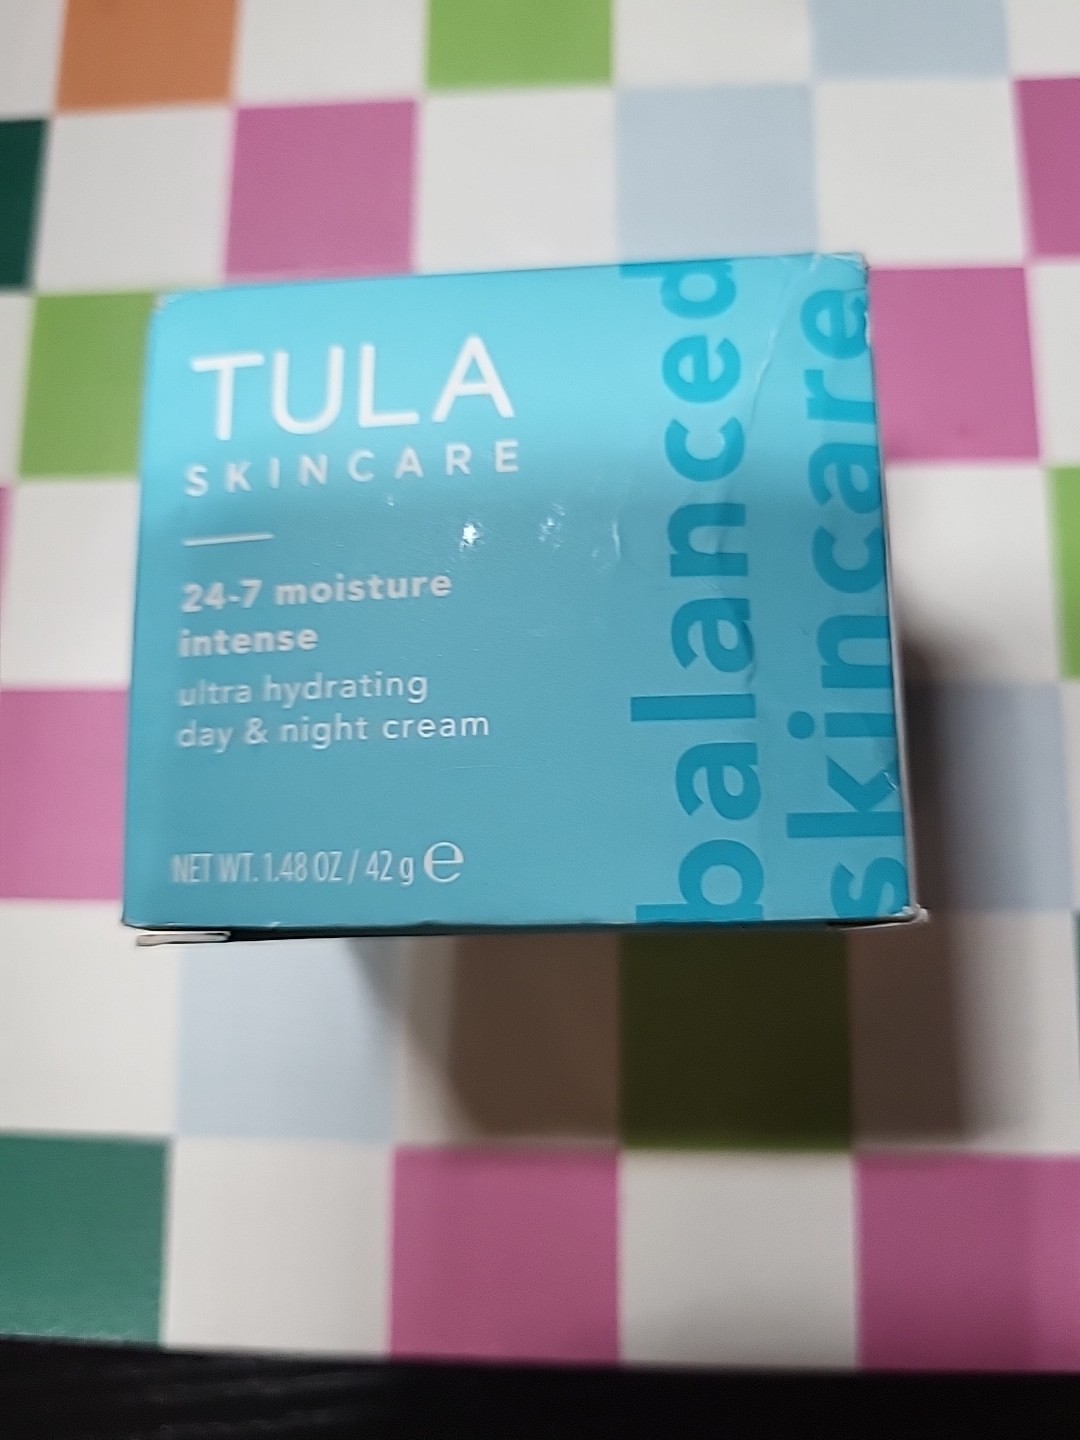 TULA
SKINCARE
24-7 moisture
intense
ultra hydrating
day & night cream
NET WT. 1.48 OZ / 42 g ℮
balanced
skincare